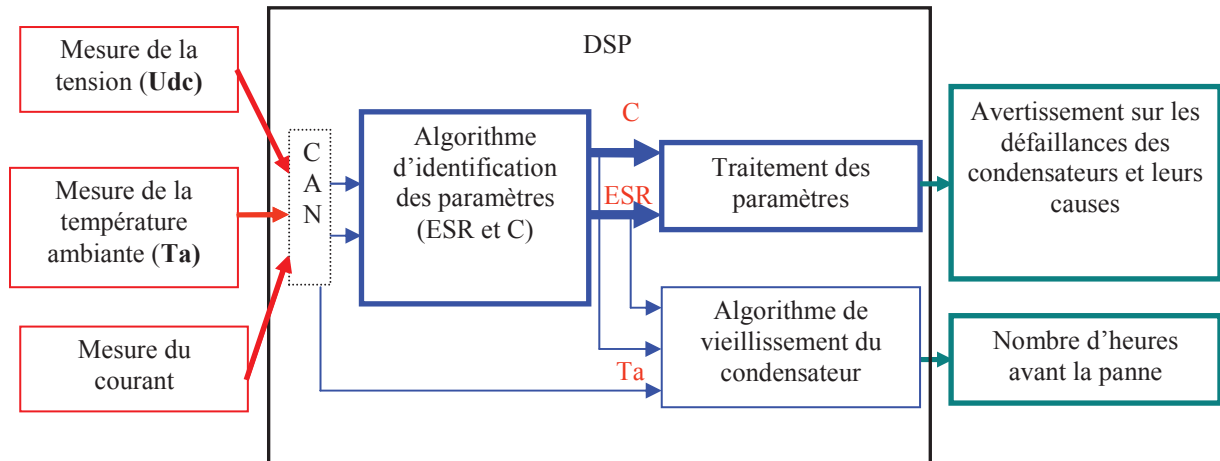 DSP
Mesure de la
tension (Udc)
Mesure de la
température
ambiante (Ta)
Mesure du
courant
C
A
N
Algorithme
d’identification
des paramètres
(ESR et C)
C
ESR
Ta
Traitement des
paramètres
Algorithme de
vieillissement du
condensateur
Avertissement sur les
défaillances des
condensateurs et leurs
causes
Nombre d’heures
avant la panne